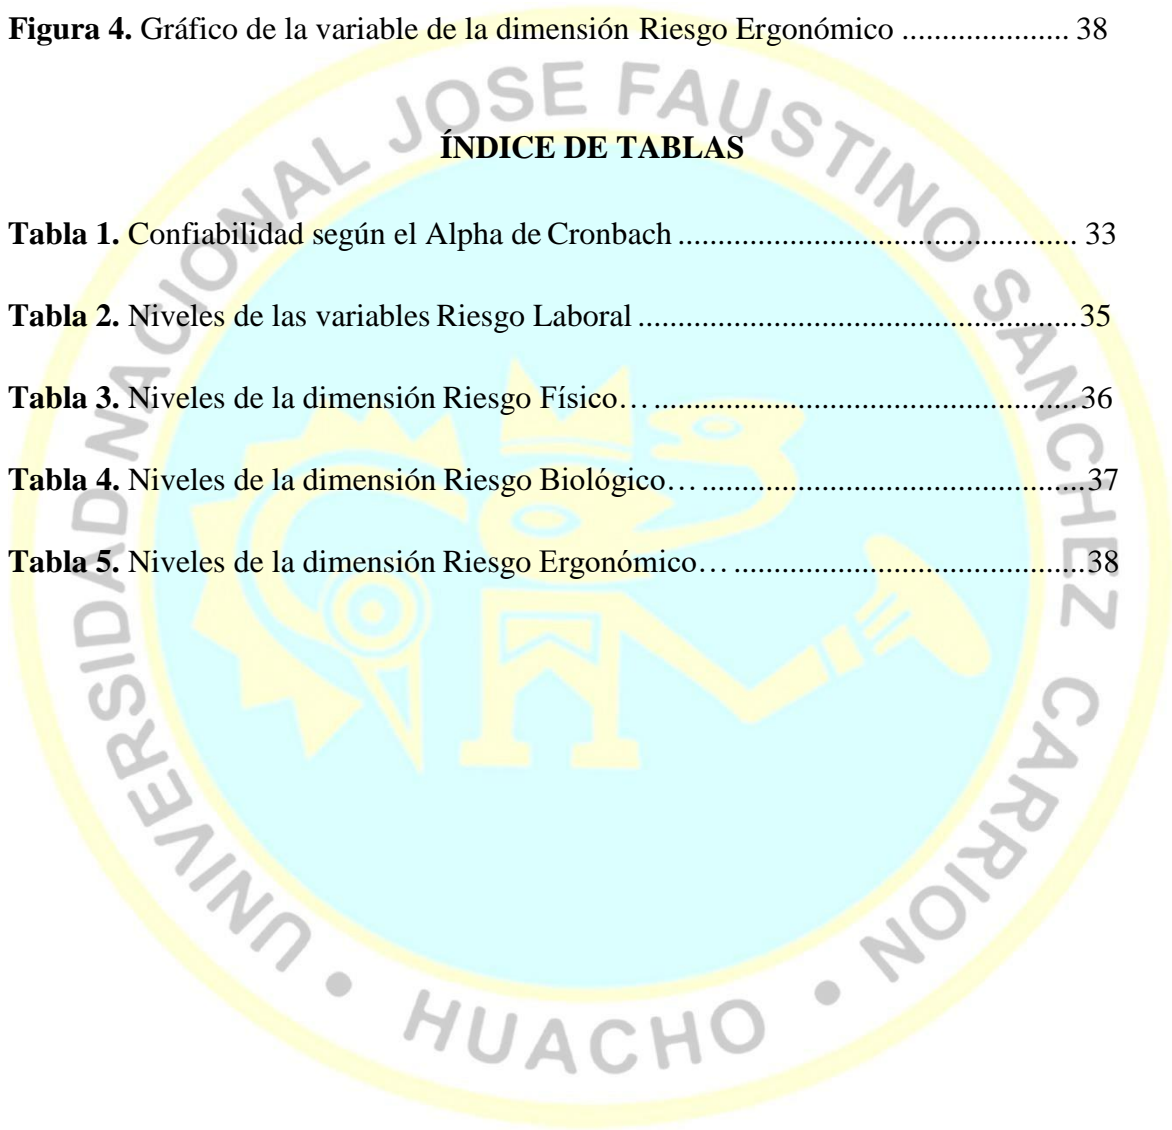 Figura 4. Gráfico de la variable de la dimensión Riesgo Ergonómico ..................... 38
ÍNDICE DE TABLAS
Tabla 1. Confiabilidad según el Alpha de Cronbach .................................................. 33
Tabla 2. Niveles de las variables Riesgo Laboral .......................................................35
Tabla 3. Niveles de la dimensión Riesgo Físico… .....................................................36
Tabla 4. Niveles de la dimensión Riesgo Biológico… ................................................37
Tabla 5. Niveles de la dimensión Riesgo Ergonómico… ............................................38
UNIVERSIDAD NACIONAL JOSE FAUSTINO SANCHEZ CARRION • HUACHO •